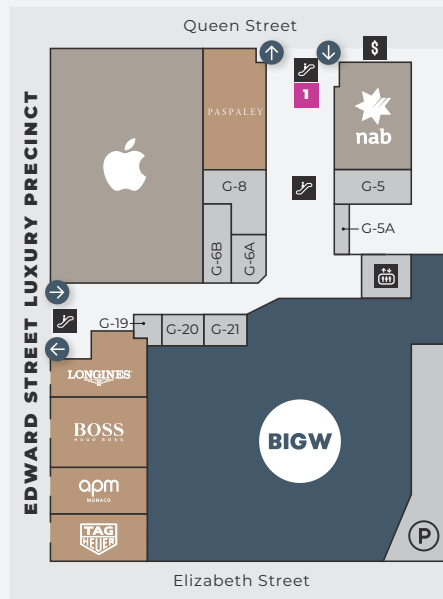 Queen Street
$
1
PASPALEY
nab
G-8
G-5
G-6B
G-6A
G-5A
EDWARD STREET LUXURY PRECINCT
G-19
G-20
G-21
LONGINES
BOSS
HUGO BOSS
BIGW
apm
MONACO
TAG
HEUER
P
Elizabeth Street